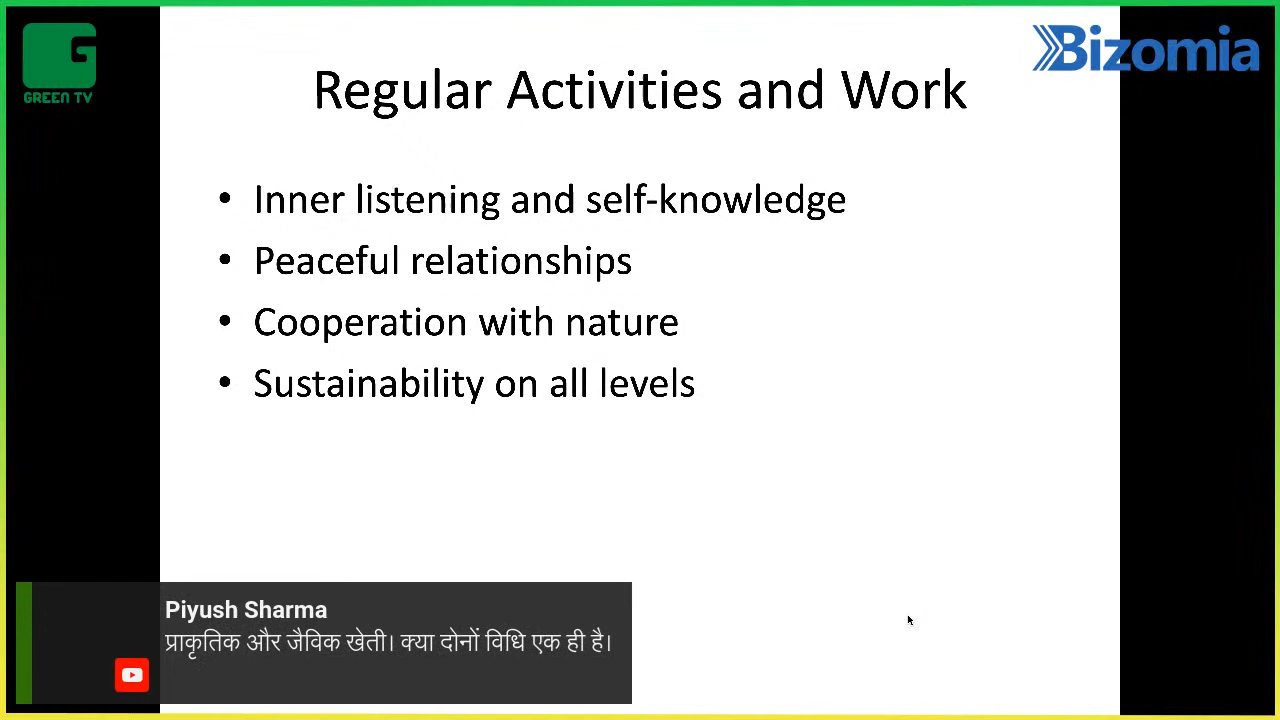 GREEN TV
Bizomia
Regular Activities and Work
• Inner listening and self-knowledge
• Peaceful relationships
• Cooperation with nature
• Sustainability on all levels
Piyush Sharma
प्राकृतिक और जैविक खेती। क्या दोनों विधि एक ही है।